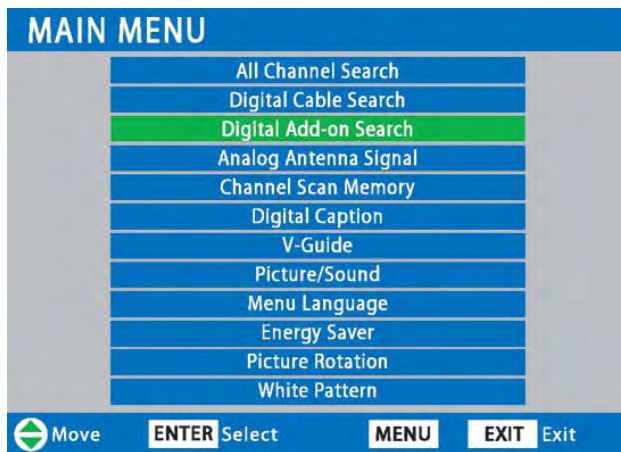 MAIN MENU
All Channel Search
Digital Cable Search
Digital Add-on Search
Analog Antenna Signal
Channel Scan Memory
Digital Caption
V-Guide
Picture/Sound
Menu Language
Energy Saver
Picture Rotation
White Pattern
Move ENTER Select MENU EXIT Exit